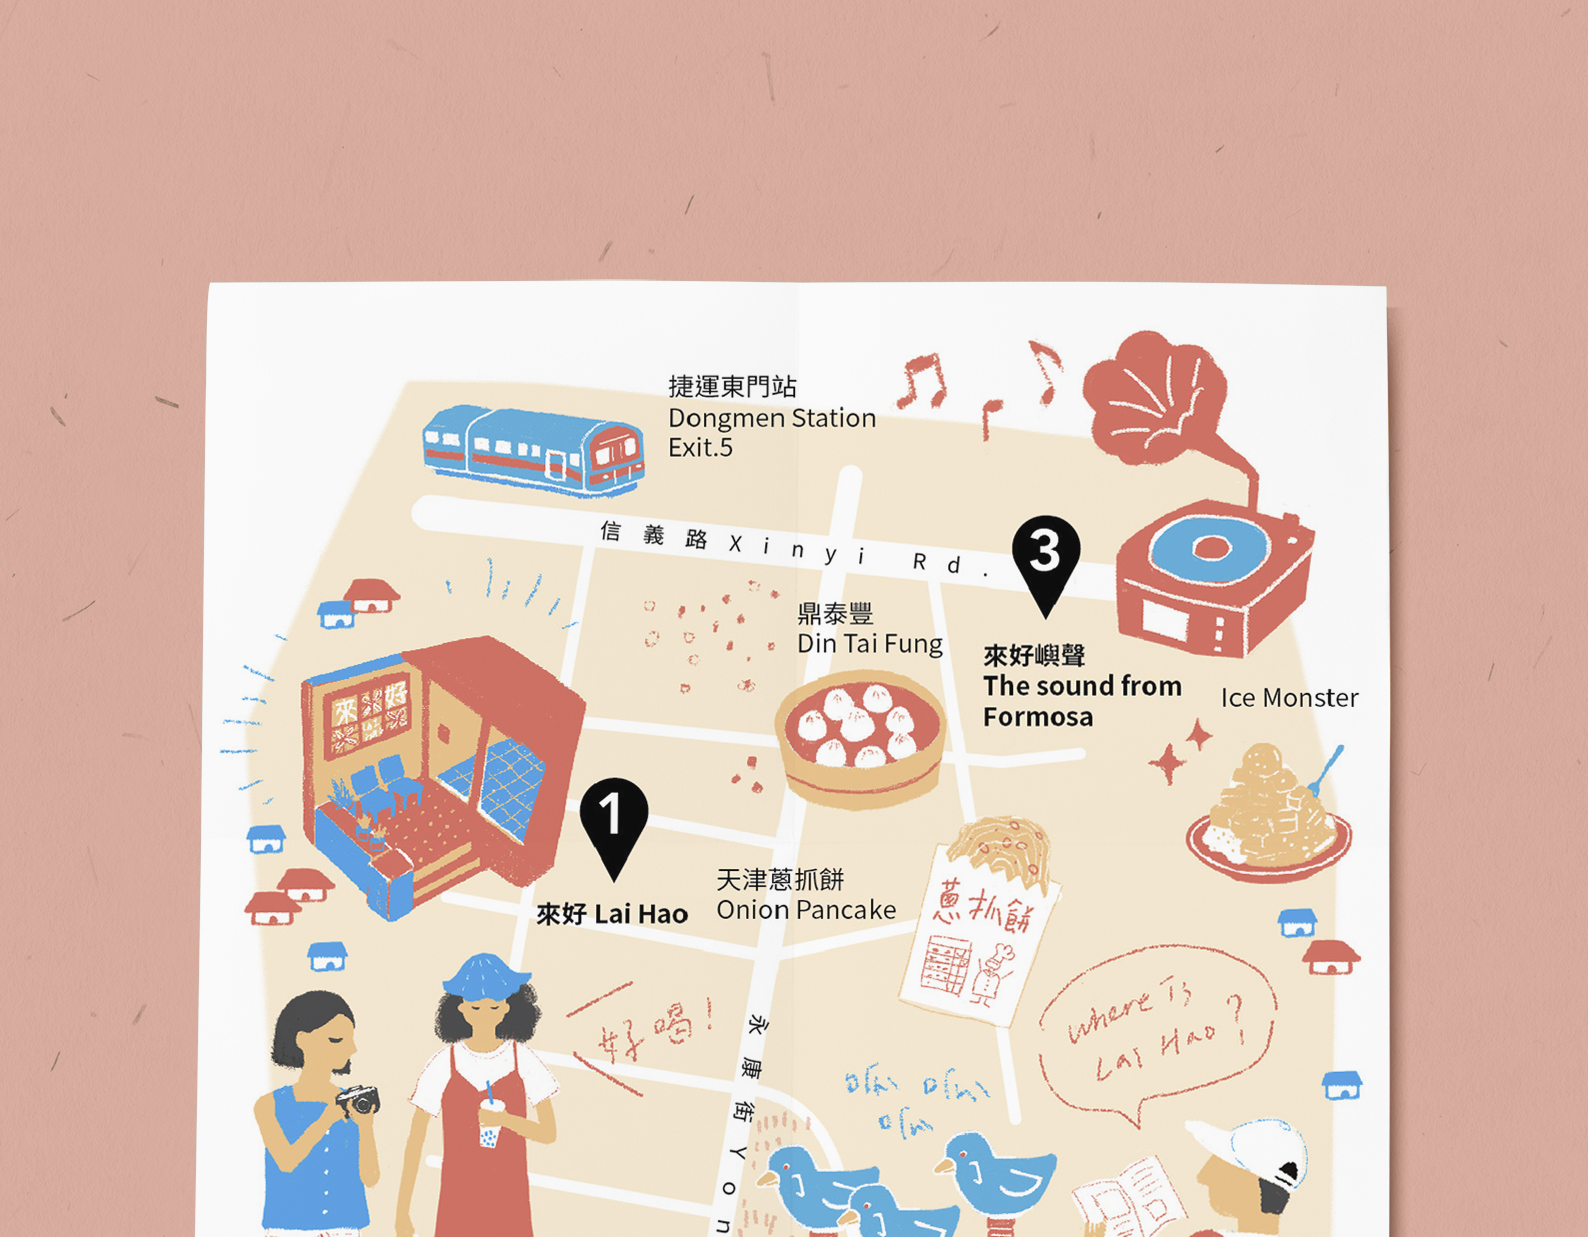 捷運東門站
Dongmen Station
Exit.5
信義路 Xinyi Rd.
3
鼎泰豐
Din Tai Fung
來好嶼聲
The sound from
Formosa
Ice Monster
來 好
LAI
HAO
1
來好 Lai Hao
天津蔥抓餅
Onion Pancake
蔥抓餅
好喝!
where Is
LAI Hao ?
永康街 Yon